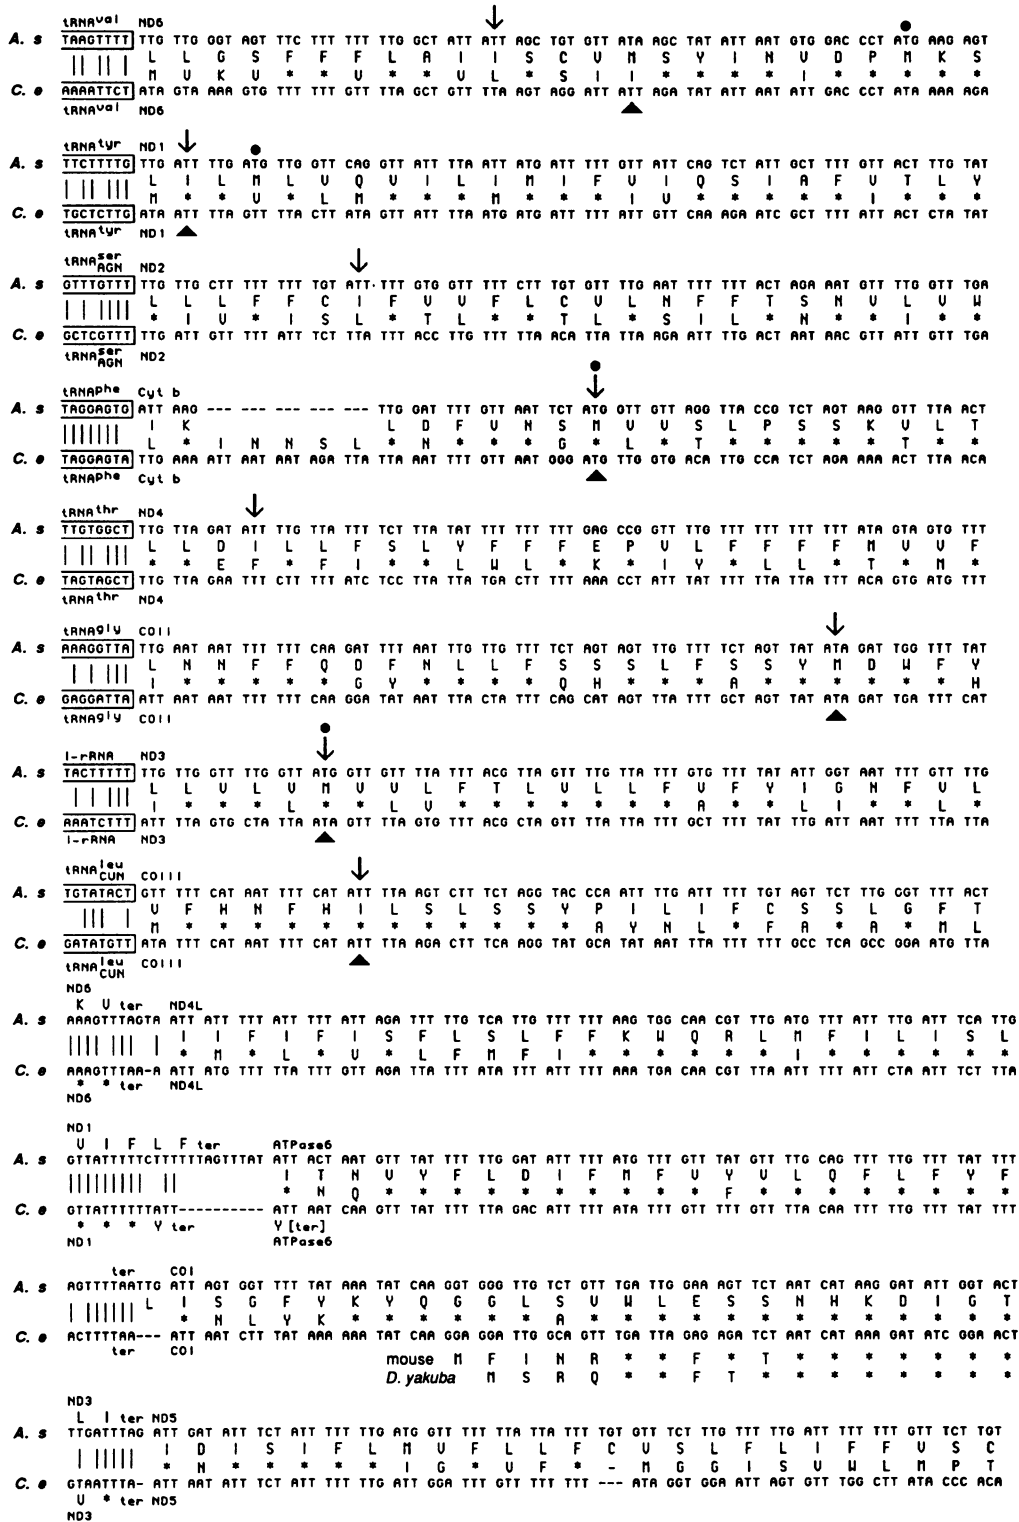 tRNAval ND6
A. s TAAGTTTT TTG TTG GGT AGT TTC TTT TTT TTT TTG GCT ATT ATT AGC TGT GTT ATA AGC TAT ATT AAT GTG GAC CCT ATG AAG AGT
L L G S F F F L A I I S C V M S Y I N V D P M K S
M V K V * * V * * V L * S I I * * * * * * * * * *
C. e AAAATTCT ATA GTA AAA GTG TTT TTT GTT TTA GCT GTT TTA AGT AGG ATT ATT AGA TAT ATT AAT ATT GAC CCT ATA AAA AGA
tRNAval ND6
tRNAtyr ND1
A. s TTCTTTTG TTG ATT TTG ATG TTG GTT CAG GTT ATT TTA ATT ATG ATT TTT GTT ATT CAG TCT ATT GCT TTT GTT ACT TTG TAT
L I L M L V Q V I L I M I F V I Q S I A F V T L Y
C. e TGCTCTTG ATA ATT TTA GTT TTA CTT ATA GTT ATT TTA ATG ATG ATT TTT ATT GTT CAA AGA ATC GCT TTT ATT ACT CTA TAT
tRNAtyr ND1
tRNA ser AGN ND2
A. s GTTTGTTT TTG TTG CTT TTT TTT TGT ATT TTT GTG GTT TTT CTT TGT GTT TTG AAT TTT TTT ACT AGA AAT GTT TTG GTT TGA
L L L F F C I F V V F L C V L N F F T S N V L V W
* I V * I S L * T L * * T L * S I L * N * * I * *
C. e GCTCGTTT TTG ATT GTT TTT ATT TCT TTA TTT ACC TTG TTT TTA ACA TTA TTA AGA ATT TTG ACT AAT AAC GTT ATT GTT TGA
tRNA ser AGN ND2
tRNAphe Cyt b
A. s TAGGAGTG ATT AAG --- --- --- --- --- TTG GAT TTT GTT AAT TCT ATG GTT GTT AGG TTA CCG TCT AGT AAG GTT TTA ACT
I K L D F V N S M V V S L P S S K V L T
L * I N N S L * N * * * G * L * T * * * * T * *
C. e TAGGAGTA TTG AAA ATT AAT AAT AGA TTA TTA AAT TTT GTT AAT GGG ATG TTG GTG ACA TTG CCA TCT AGA AAA ACT TTA ACA
tRNAphe Cyt b
tRNAthr ND4
A. s TTGTGGCT TTG TTA GAT ATT TTG TTA TTT TCT TTA TAT TTT TTT TTT GAG CCG GTT TTG TTT TTT TTT TTT ATA GTA GTG TTT
L L D I L L F S L Y F F F E P V L F F F F M V V F
* * E F * F I * * L W L * K * I Y * L L * T * M *
C. e TAGTAGCT TTG TTA GAA TTT CTT TTT ATC TCC TTA TTA TGA CTT TTT AAA CCT ATT TAT TTT TTA TTA TTT ACA GTG ATG TTT
tRNAthr ND4
tRNAgly COII
A. s AAAGGTTA TTG AAT AAT TTT TTT CAA GAT TTT AAT TTG TTG TTT TCT AGT AGT TTG TTT TCT AGT TAT ATA GAT TGG TTT TAT
L N N F F Q D F N L L F S S S L F S S Y M D W F Y
I * * * * * G Y * * * * Q H * * * A * * * * * * H
C. e GAGGATTA ATT AAT AAT TTT TTT CAA GGA TAT AAT TTA CTA TTT CAG CAT AGT TTA TTT GCT AGT TAT ATA GAT TGA TTT CAT
tRNAgly COII
l-rRNA ND3
A. s TACTTTTT TTG TTG GTT TTG GTT ATG GTT GTT TTA TTT ACG TTA GTT TTG TTA TTT GTG TTT TAT ATT GGT AAT TTT GTT TTG
L L V L V M V V L F T L V L L F V F Y I G N F V L
I * * * L * * L V * * * * * * * A * * L I * * L *
C. e AAATCTTT ATT TTA GTG CTA TTA ATA GTT TTA GTG TTT ACG CTA GTT TTA TTA TTT GCT TTT TAT TTG ATT AAT TTT TTA TTA
l-rRNA ND3
tRNA leu CUN COIII
A. s TGTATACT GTT TTT CAT AAT TTT CAT ATT TTA AGT CTT TCT AGG TAC CCA ATT TTG ATT TTT TGT AGT TCT TTG GGT TTT ACT
V F H N F H I L S L S S Y P I L I F C S S L G F T
M * * * * * * * * * * * * A Y N L * F A * A * M L
C. e GATATGTT ATA TTT CAT AAT TTT CAT ATT TTA AGA CTT TCA AGG TAT GCA TAT AAT TTA TTT TTT GCC TCA GCC GGA ATG TTA
tRNA leu CUN COIII
ND6
K V ter ND4L
A. s AAAGTTTAGTA ATT ATT TTT ATT TTT ATT AGA TTT TTG TCA TTG TTT TTT AAG TGG CAA CGT TTG ATG TTT ATT TTG ATT TCA TTG
I I F I F I S F L S L F F K W Q R L M F I L I S L
* M * L * V * L F M F I * * * * * I * * * * * *
C. e AAAGTTTAA-A ATT ATG TTT TTA TTT GTT AGA TTA TTT ATA TTT ATT TTT AAA TGA CAA CGT TTA ATT TTT ATT CTA ATT TCT TTA
* * ter ND4L
ND6
ND1
V I F L F ter ATPase6
A. s GTTATTTTTCTTTTTTAGTTTAT ATT ACT AAT GTT TAT TTT TTG GAT ATT TTT ATG TTT GTT TAT GTT TTG CAG TTT TTG TTT TAT TTT
I T N V Y F L D I F M F V Y V L Q F L F Y F
* N Q * * * * * * * * * * F * * * * * * * *
C. e GTTATTTTTTATT---------- ATT AAT CAA GTT TAT TTT TTA GAC ATT TTT ATA TTT GTT TTT GTT TTA CAA TTT TTG TTT TAT TTT
* * * Y ter Y [ter]
ND1 ATPase6
ter COI
A. s AGTTTTAATTG ATT AGT GGT TTT TAT AAA TAT CAA GGT GGG TTG TCT GTT TGA TTG GAA AGT TCT AAT CAT AAG GAT ATT GGT ACT
L I S G F Y K Y Q G G L S V W L E S S N H K D I G T
* N L Y K * * * * * * A * * * * * * * * * * * * *
C. e ACTTTTAA--- ATT AAT CTT TAT AAA AAA TAT CAA GGA GGA TTG GCA GTT TGA TTA GAG AGA TCT AAT CAT AAA GAT ATC GGA ACT
ter COI
mouse M F I N R * * F * T * * * * * * *
D. yakuba M S R Q * * F T * * * * * * *
ND3
L I ter ND5
A. s TTGATTTAG ATT GAT ATT TCT ATT TTT TTG ATG GTT TTT TTA TTA TTT TGT GTT TCT TTG TTT TTG ATT TTT TTT GTT TCT TGT
I D I S I F L M V F L L F C V S L F L I F F V S C
* N * * * * * I G * V F * - M G G I S V W L M P T
C. e GTAATTTA- ATT AAT ATT TCT ATT TTT TTG ATT GGA TTT GTT TTT TTT --- ATA GGT GGA ATT AGT GTT TGG CTT ATA CCC ACA
V * ter ND5
ND3